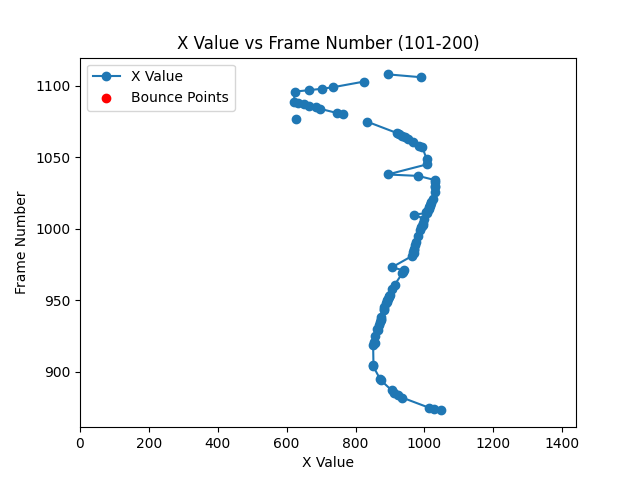 X Value vs Frame Number (101-200)
X Value
Bounce Points
Frame Number
1100
1050
1000
950
900
0 200 400 600 800 1000 1200 1400
X Value